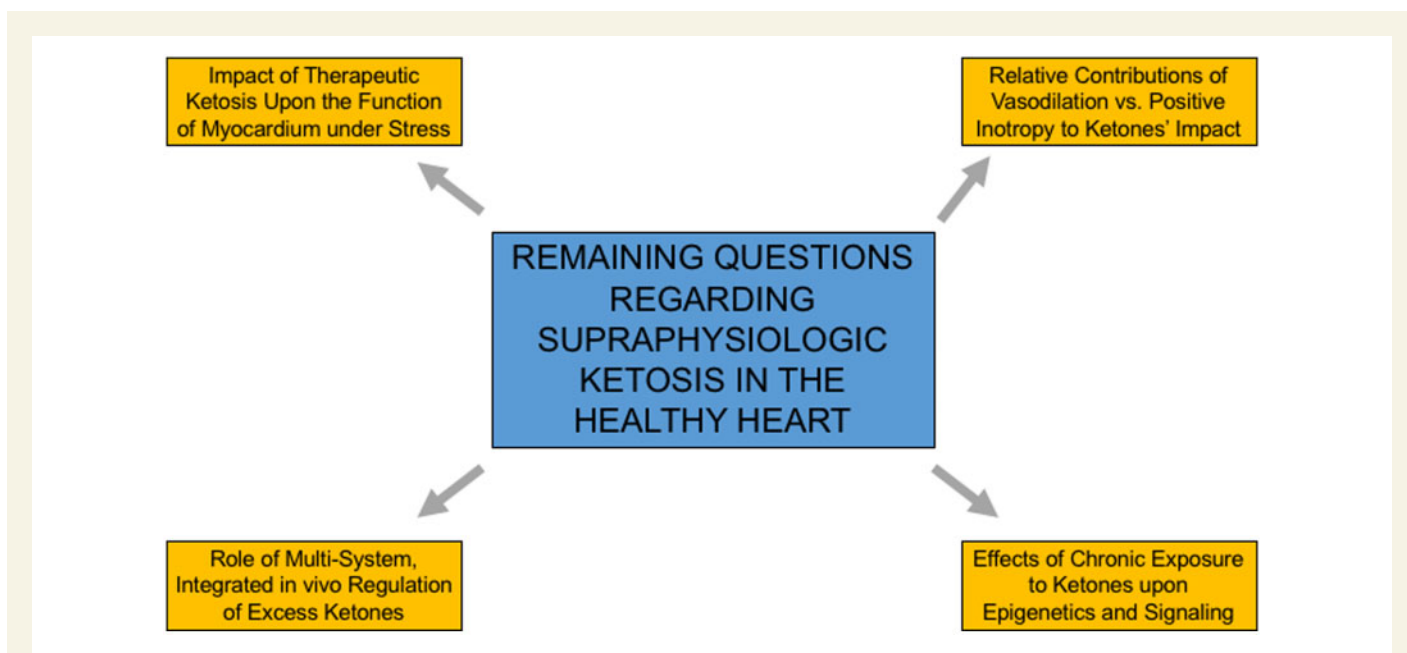 Impact of Therapeutic
Ketosis Upon the Function
of Myocardium under Stress
Relative Contributions of
Vasodilation vs. Positive
Inotropy to Ketones' Impact
REMAINING QUESTIONS
REGARDING
SUPRAPHYSIOLOGIC
KETOSIS IN THE
HEALTHY HEART
Role of Multi-System,
Integrated in vivo Regulation
of Excess Ketones
Effects of Chronic Exposure
to Ketones upon
Epigenetics and Signaling